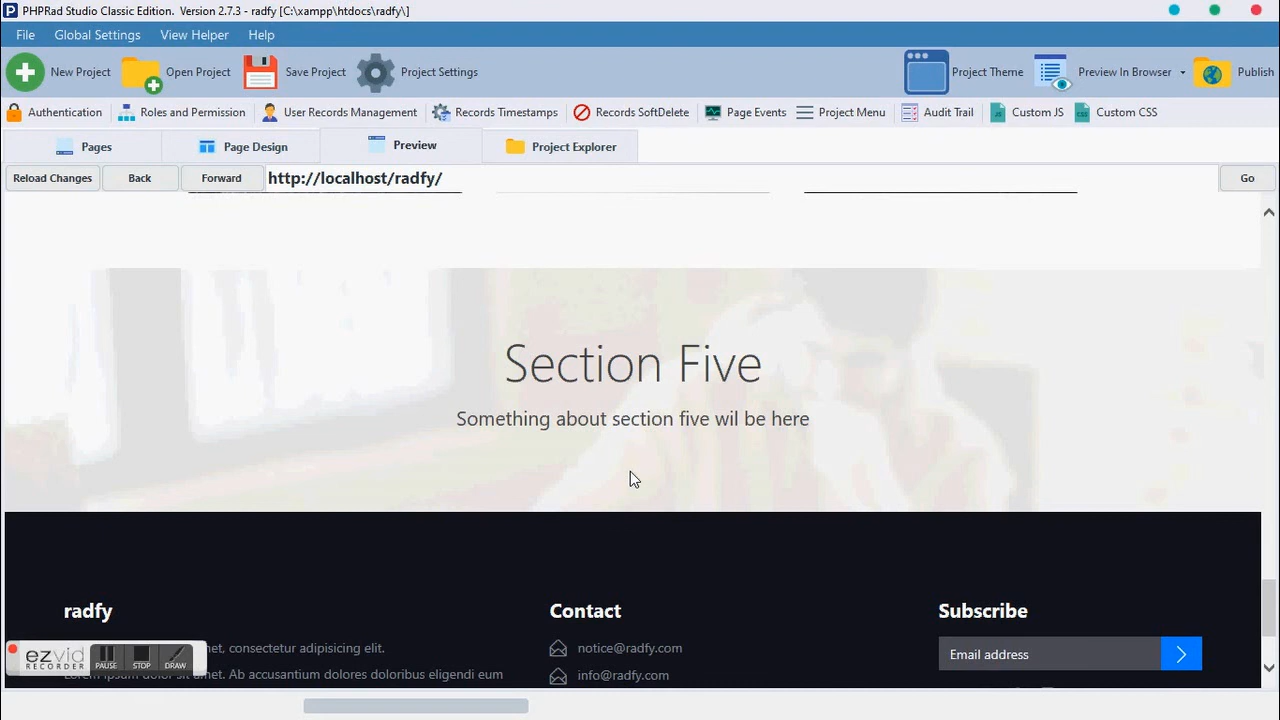 PHPRad Studio Classic Edition. Version 2.7.3 - radfy [C:\xampp\htdocs\radfy\]
File Global Settings View Helper Help
New Project Open Project Save Project Project Settings Project Theme Preview In Browser Publish
Authentication Roles and Permission User Records Management Records Timestamps Records SoftDelete Page Events Project Menu Audit Trail Custom JS Custom CSS
Pages Page Design Preview Project Explorer
Reload Changes Back Forward http://localhost/radfy/ Go
Section Five
Something about section five wil be here
radfy Contact Subscribe
met, consectetur adipisicing elit. notice@radfy.com Email address
ezvid
RECORDER PAUSE STOP DRAW
Lorem ipsum dolor sit amet. Ab accusantium dolores doloribus eligendi eum info@radfy.com